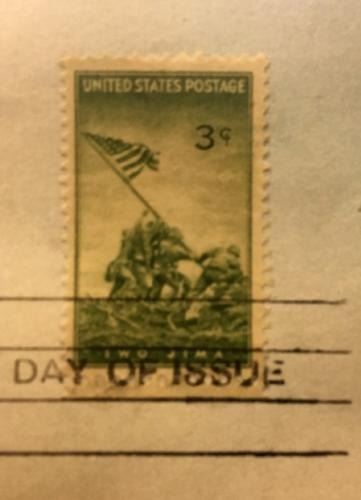 UNITED STATES POSTAGE
3¢
IWO JIMA
DAY OF ISSUE